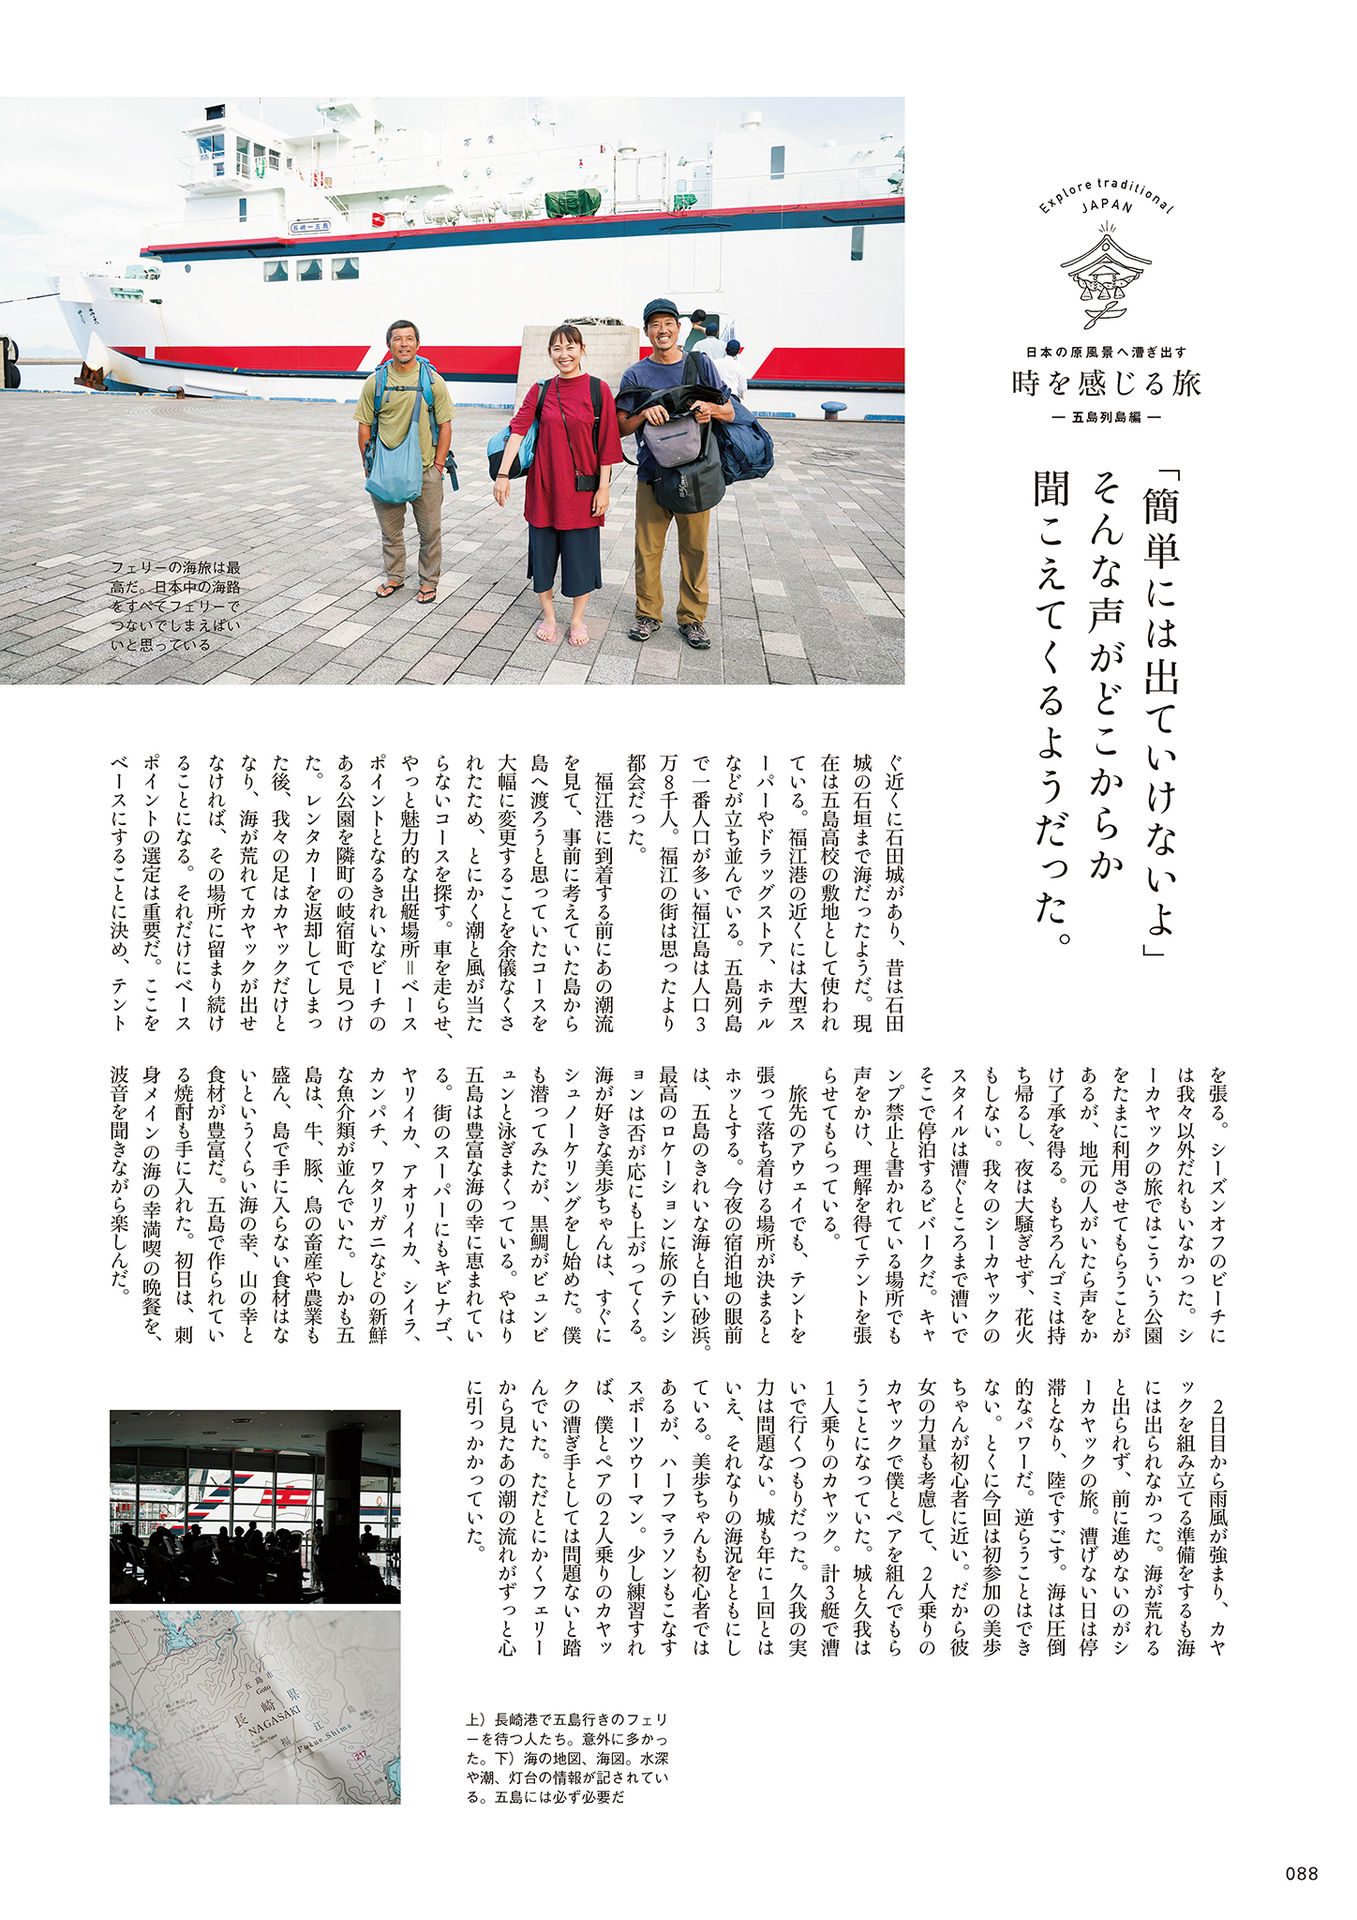 Explore traditional
JAPAN
日本の原風景へ漕ぎ出す
時を感じる旅
― 五島列島編 ―
「簡単には出ていけないよ」
そんな声がどこからか
聞こえてくるようだった。
長崎ー五島
フェリーの海旅は最
高だ。日本中の海路
をすべてフェリーで
つないでしまえばい
いと思っている
ぐ近くに石田城があり、昔は石田
城の石垣まで海だったようだ。現
在は五島高校の敷地として使われ
ている。福江港の近くには大型ス
ーパーやドラッグストア、ホテル
などが立ち並んでいる。五島列島
で一番人口が多い福江島は人口3
万8千人。福江の街は思ったより
都会だった。
福江港に到着する前にあの潮流
を見て、事前に考えていた島から
島へ渡ろうと思っていたコースを
大幅に変更することを余儀なくさ
れたため、とにかく潮と風が当た
らないコースを探す。車を走らせ、
やっと魅力的な出艇場所＝ベース
ポイントとなるきれいなビーチの
ある公園を隣町の岐宿町で見つけ
た。レンタカーを返却してしまっ
た後、我々の足はカヤックだけと
なり、海が荒れてカヤックが出せ
なければ、その場所に留まり続け
ることになる。それだけにベース
ポイントの選定は重要だ。ここを
ベースにすることに決め、テント
を張る。シーズンオフのビーチに
は我々以外だれもいなかった。シ
ーカヤックの旅ではこういう公園
をたまに利用させてもらうことが
あるが、地元の人がいたら声をか
け了承を得る。もちろんゴミは持
ち帰るし、夜は大騒ぎせず、花火
もしない。我々のシーカヤックの
スタイルは漕ぐところまで漕いで
そこで停泊するビバークだ。キャ
ンプ禁止と書かれている場所でも
声をかけ、理解を得てテントを張
らせてもらっている。
旅先のアウェイでも、テントを
張って落ち着ける場所が決まると
ホッとする。今夜の宿泊地の眼前
は、五島のきれいな海と白い砂浜。
最高のロケーションに旅のテンシ
ョンは否が応にも上がってくる。
海が好きな美歩ちゃんは、すぐに
シュノーケリングをし始めた。僕
も潜ってみたが、黒鯛がビュンビ
ュンと泳ぎまくっている。やはり
五島は豊富な海の幸に恵まれてい
る。街のスーパーにもキビナゴ、
ヤリイカ、アオリイカ、シイラ、
カンパチ、ワタリガニなどの新鮮
な魚介類が並んでいた。しかも五
島は、牛、豚、鳥の畜産や農業も
盛ん、島で手に入らない食材はな
いというくらい海の幸、山の幸と
食材が豊富だ。五島で作られてい
る焼酎も手に入れた。初日は、刺
身メインの海の幸満喫の晩餐を、
波音を聞きながら楽しんだ。
2日目から雨風が強まり、カヤ
ックを組み立てる準備をするも海
には出られなかった。海が荒れる
と出られず、前に進めないのがシ
ーカヤックの旅。漕げない日は停
滞となり、陸ですごす。海は圧倒
的なパワーだ。逆らうことはでき
ない。とくに今回は初参加の美歩
ちゃんが初心者に近い。だから彼
女の力量も考慮して、2人乗りの
カヤックで僕とペアを組んでもら
うことになっていた。城と久我は
1人乗りのカヤック。計3艇で漕
いで行くつもりだった。久我の実
力は問題ない。城も年に1回とは
いえ、それなりの海況をともにし
ている。美歩ちゃんも初心者では
あるが、ハーフマラソンもこなす
スポーツウーマン。少し練習すれ
ば、僕とペアの2人乗りのカヤッ
クの漕ぎ手としては問題ないと踏
んでいた。ただとにかくフェリー
から見たあの潮の流れがずっと心
に引っかかっていた。
五島市
Goto
長崎県
NAGASAKI
福江島
Fukue Shima
217
上）長崎港で五島行きのフェリ
ーを待つ人たち。意外に多かっ
た。下）海の地図、海図。水深
や潮、灯台の情報が記されてい
る。五島には必ず必要だ
088